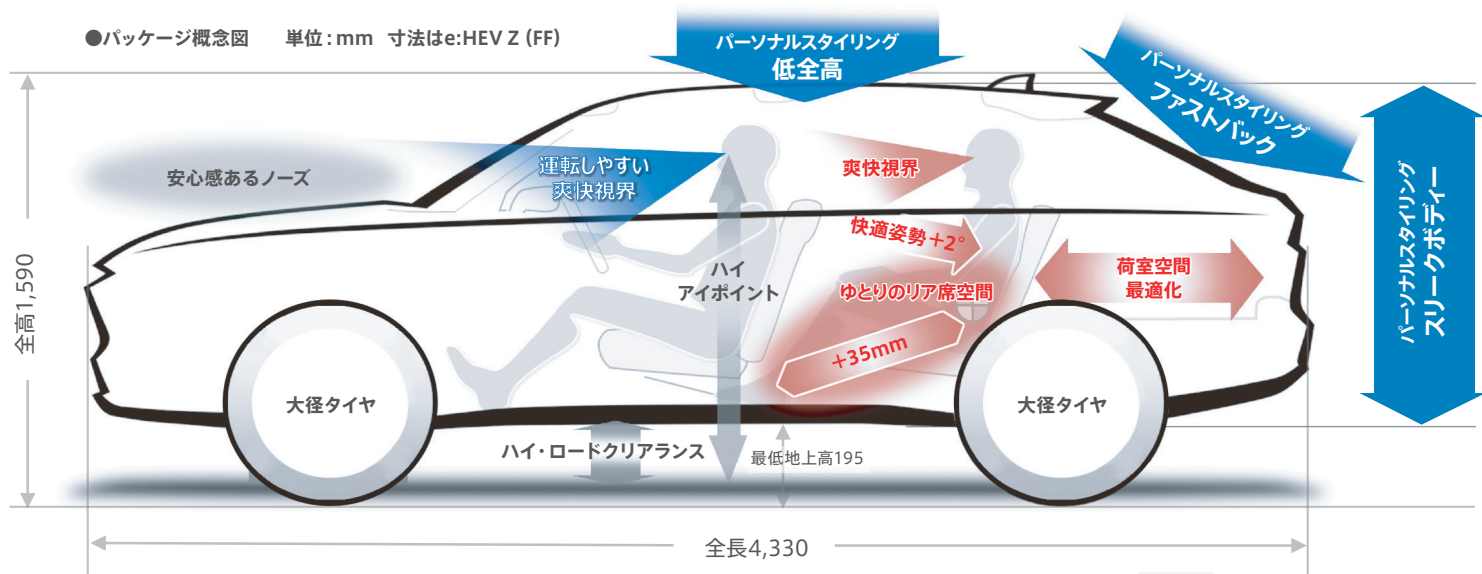 ●パッケージ概念図 単位:mm 寸法はe:HEV Z (FF)
パーソナルスタイリング
低全高
パーソナルスタイリング
ファストバック
パーソナルスタイリング
スリークボディー
安心感あるノーズ
運転しやすい
爽快視界
爽快視界
快適姿勢+2°
ハイ
アイポイント
ゆとりのリア席空間
荷室空間
最適化
+35mm
全高1,590
大径タイヤ
大径タイヤ
ハイ・ロードクリアランス
最低地上高195
全長4,330